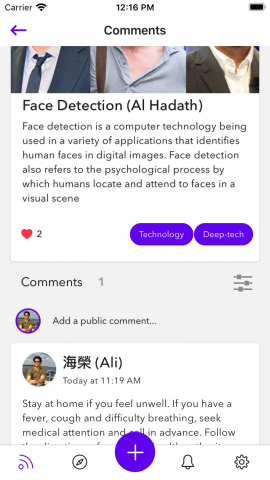 Carrier 12:16 PM
Comments
Face Detection (Al Hadath)
Face detection is a computer technology being
used in a variety of applications that identifies
human faces in digital images. Face detection
also refers to the psychological process by
which humans locate and attend to faces in a
visual scene
2 Technology Deep-tech
Comments 1
Add a public comment...
海榮 (Ali)
Today at 11:19 AM
Stay at home if you feel unwell. If you have a
fever, cough and difficulty breathing, seek
medical attention and call in advance. Follow